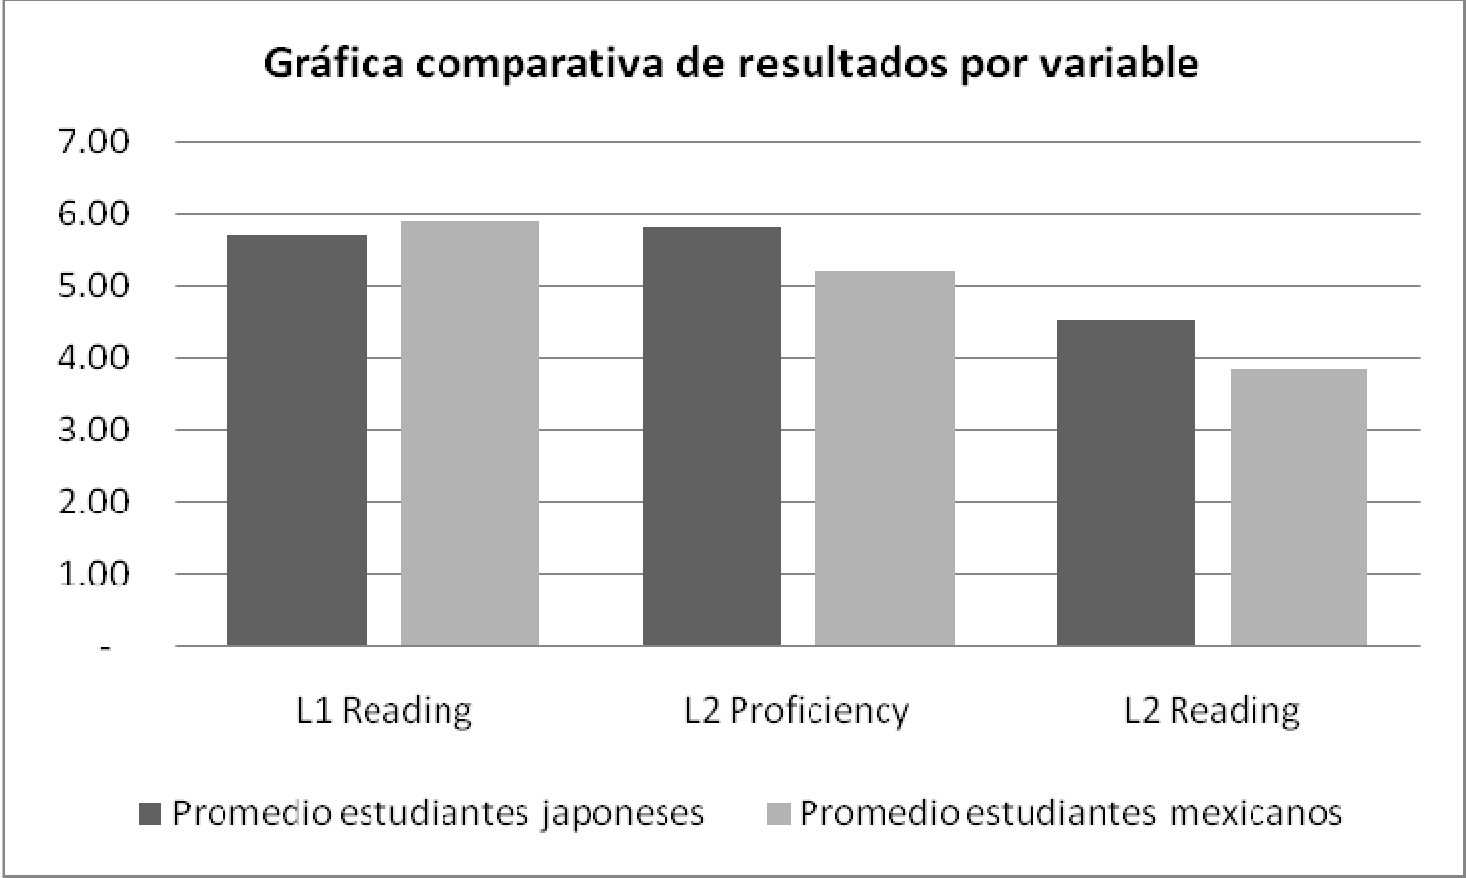 Gráfica comparativa de resultados por variable
7.00
6.00
5.00
4.00
3.00
2.00
1.00
-
L1 Reading L2 Proficiency L2 Reading
Promedio estudiantes japoneses Promedio estudiantes mexicanos